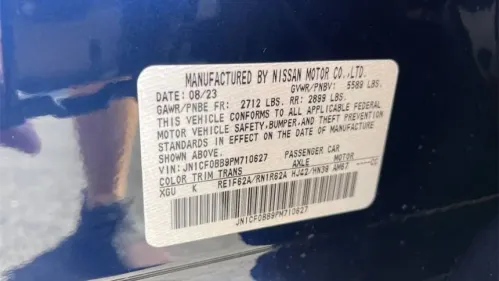 MANUFACTURED BY NISSAN MOTOR CO.,LTD.
DATE: 08/23 GVWR/PNBV: 5589 LBS.
GAWR/PNBE FR: 2712 LBS. RR: 2899 LBS.
THIS VEHICLE CONFORMS TO ALL APPLICABLE FEDERAL
MOTOR VEHICLE SAFETY,BUMPER,AND THEFT PREVENTION
STANDARDS IN EFFECT ON THE DATE OF MANUFACTURE
SHOWN ABOVE.
VIN: JN1CF0BB9PM710627 PASSENGER CAR
COLOR TRIM TRANS AXLE MOTOR
XGU K RE1F62A/RN1R62A HJ42/HN38 AM67
JN1CF0BB9PM710627